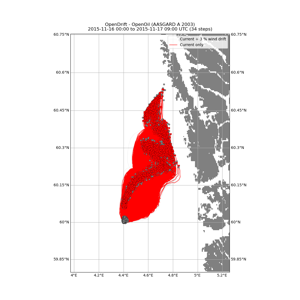 OpenDrift - OpenOil (AASGARD A 2003)
2015-11-16 00:00 to 2015-11-17 09:00 UTC (34 steps)
60.75°N
60.75°N
Current + 3 % wind drift
Current only
60.6°N
60.6°N
60.45°N
60.45°N
60.3°N
60.3°N
60.15°N
60.15°N
60°N
60°N
59.85°N
59.85°N
4°E
4.2°E
4.4°E
4.6°E
4.8°E
5°E
5.2°E